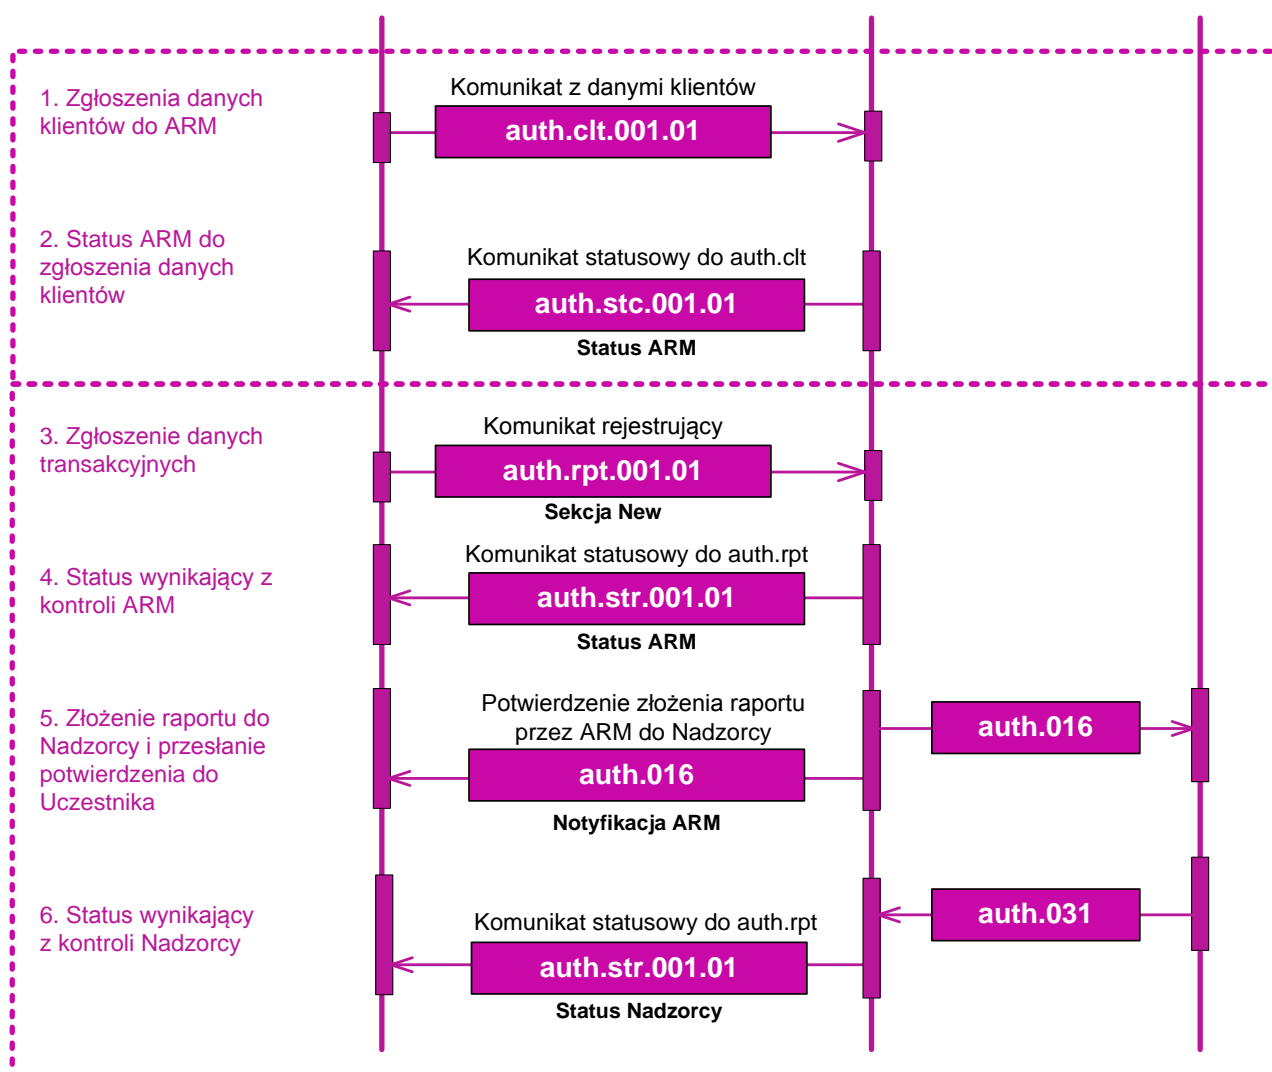 1. Zgłoszenia danych
klientów do ARM
Komunikat z danymi klientów
auth.clt.001.01
2. Status ARM do
zgłoszenia danych
klientów
Komunikat statusowy do auth.clt
auth.stc.001.01
Status ARM
3. Zgłoszenie danych
transakcyjnych
Komunikat rejestrujący
auth.rpt.001.01
Sekcja New
4. Status wynikający z
kontroli ARM
Komunikat statusowy do auth.rpt
auth.str.001.01
Status ARM
5. Złożenie raportu do
Nadzorcy i przesłanie
potwierdzenia do
Uczestnika
Potwierdzenie złożenia raportu
przez ARM do Nadzorcy
auth.016
Notyfikacja ARM
auth.016
6. Status wynikający
z kontroli Nadzorcy
auth.031
Komunikat statusowy do auth.rpt
auth.str.001.01
Status Nadzorcy